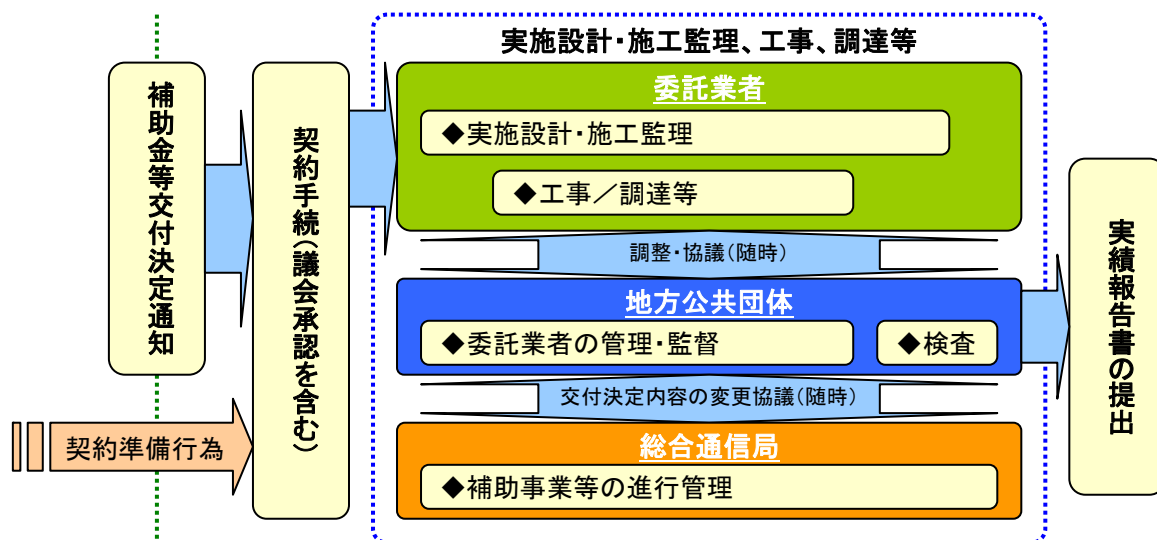 補助金等交付決定通知
契約準備行為
契約手続(議会承認を含む)
実施設計・施工監理、工事、調達等
委託業者
◆実施設計・施工監理
◆工事／調達等
調整・協議(随時)
地方公共団体
◆委託業者の管理・監督
◆検査
交付決定内容の変更協議(随時)
総合通信局
◆補助事業等の進行管理
実績報告書の提出